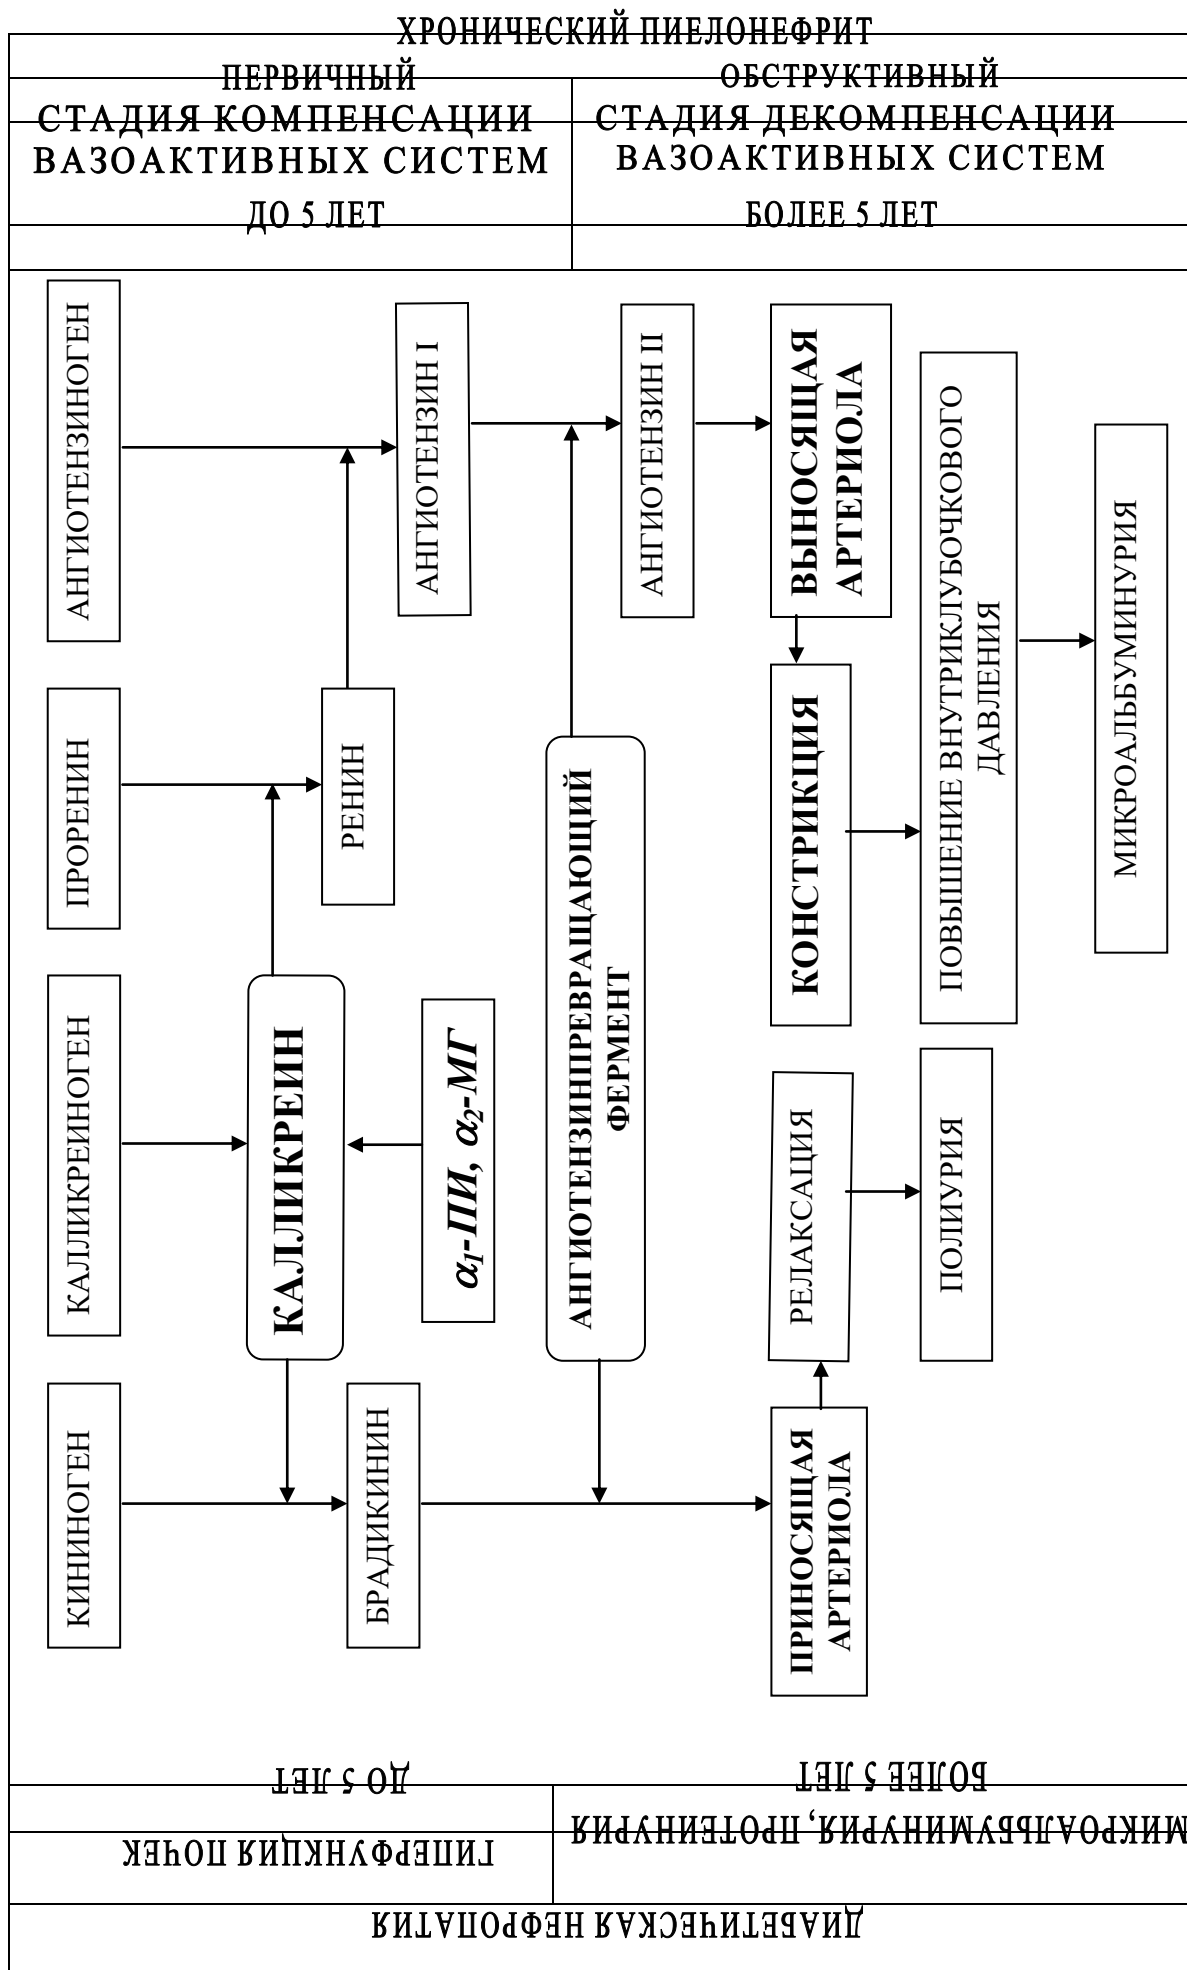 ХРОНИЧЕСКИЙ ПИЕЛОНЕФРИТ
ПЕРВИЧНЫЙ
ОБСТРУКТИВНЫЙ
СТАДИЯ КОМПЕНСАЦИИ
ВАЗОАКТИВНЫХ СИСТЕМ
СТАДИЯ ДЕКОМПЕНСАЦИИ
ВАЗОАКТИВНЫХ СИСТЕМ
ДО 5 ЛЕТ
БОЛЕЕ 5 ЛЕТ
КИНИНОГЕН
КАЛЛИКРЕИНОГЕН
ПРОРЕНИН
АНГИОТЕНЗИНОГЕН
КАЛЛИКРЕИН
БРАДИКИНИН
РЕНИН
АНГИОТЕНЗИН I
α1-ПИ, α2-МГ
АНГИОТЕНЗИНПРЕВРАЩАЮЩИЙ
ФЕРМЕНТ
АНГИОТЕНЗИН II
ПРИНОСЯЩАЯ
АРТЕРИОЛА
РЕЛАКСАЦИЯ
КОНСТРИКЦИЯ
ВЫНОСЯЩАЯ
АРТЕРИОЛА
ПОЛИУРИЯ
ПОВЫШЕНИЕ ВНУТРИКЛУБОЧКОВОГО
ДАВЛЕНИЯ
МИКРОАЛЬБУМИНУРИЯ
ДИАБЕТИЧЕСКАЯ НЕФРОПАТИЯ
ГИПЕРФУНКЦИЯ ПОЧЕК
МИКРОАЛЬБУМИНУРИЯ, ПРОТЕИНУРИЯ
ДО 5 ЛЕТ
БОЛЕЕ 5 ЛЕТ